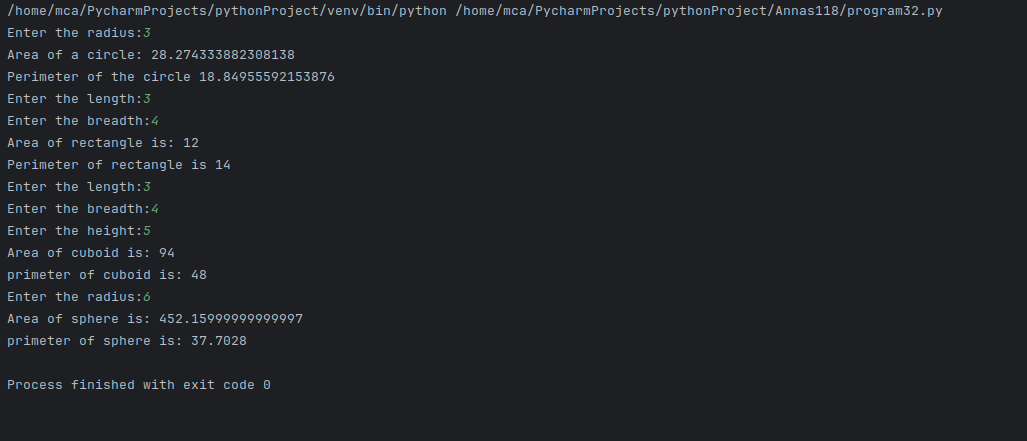 /home/mca/PycharmProjects/pythonProject/venv/bin/python /home/mca/PycharmProjects/pythonProject/Annas118/program32.py
Enter the radius:3
Area of a circle: 28.274333882308138
Perimeter of the circle 18.84955592153876
Enter the length:3
Enter the breadth:4
Area of rectangle is: 12
Perimeter of rectangle is 14
Enter the length:3
Enter the breadth:4
Enter the height:5
Area of cuboid is: 94
primeter of cuboid is: 48
Enter the radius:6
Area of sphere is: 452.15999999999997
primeter of sphere is: 37.7028
Process finished with exit code 0